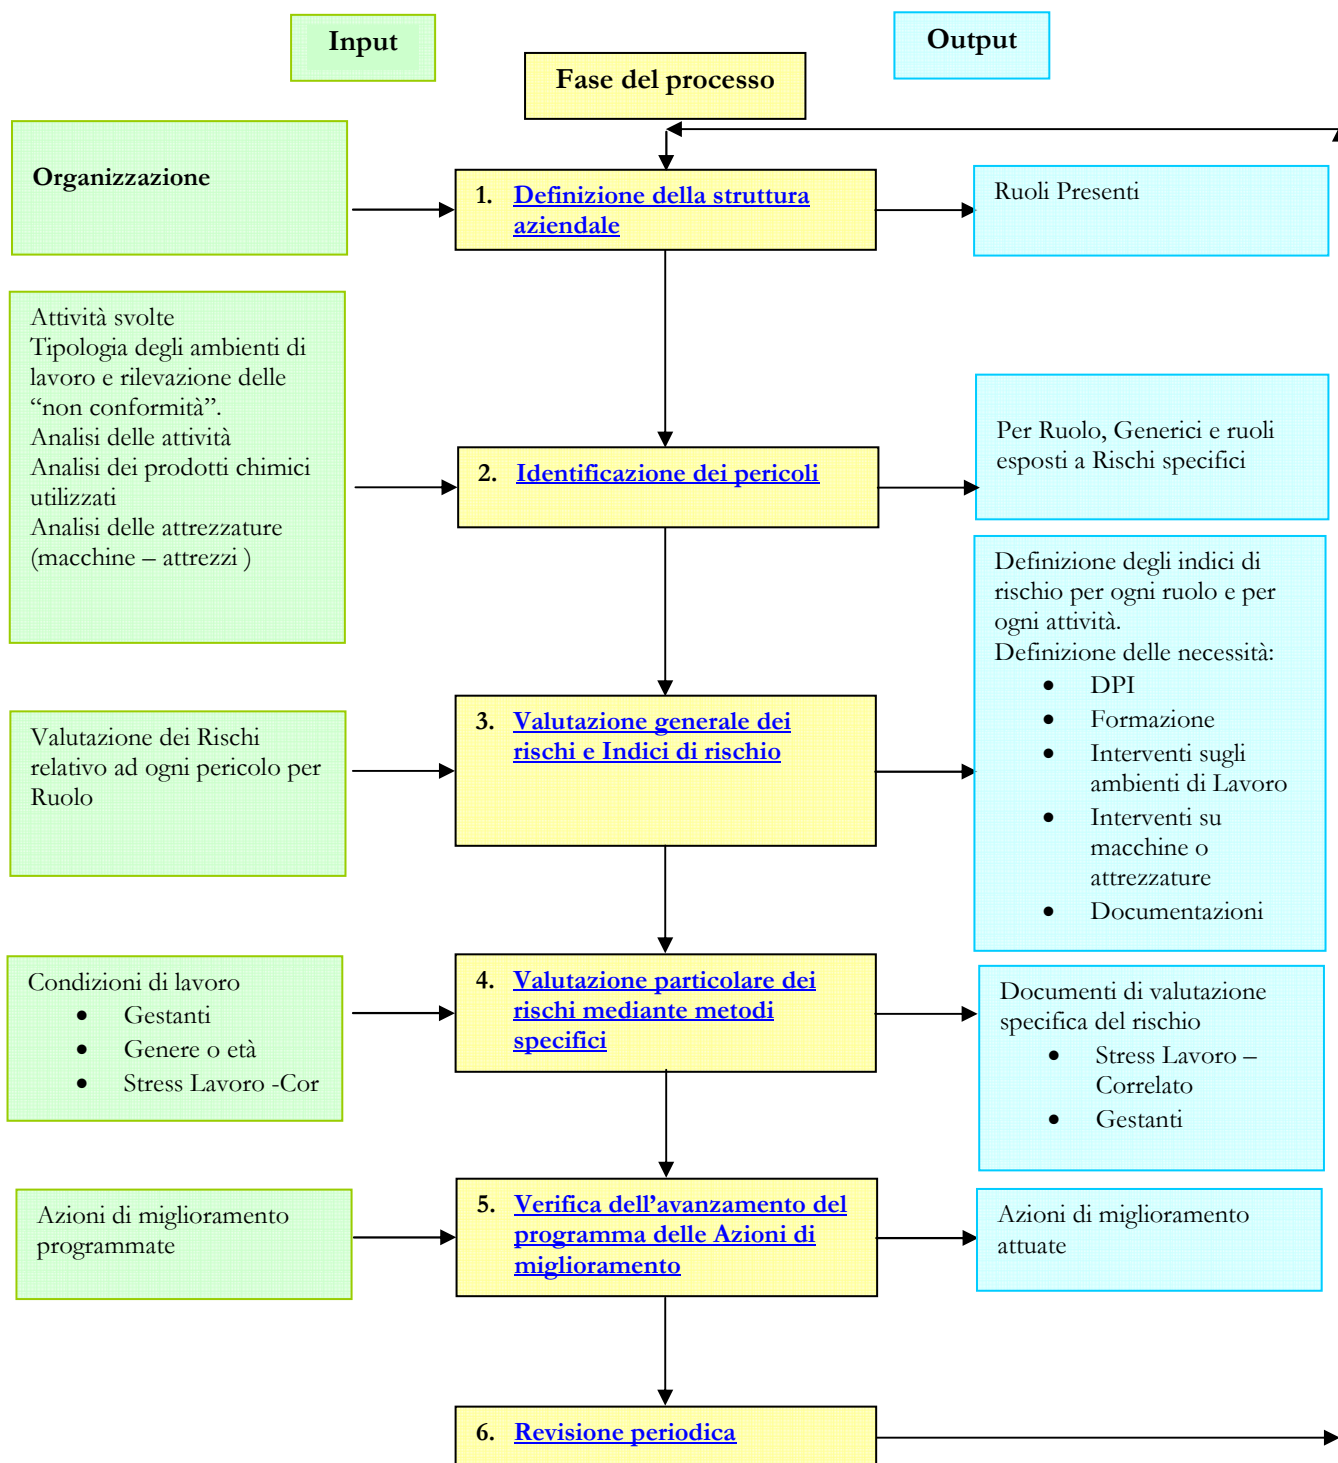 Input
Output
Fase del processo
Organizzazione
1. Definizione della struttura
aziendale
Ruoli Presenti
Attività svolte
Tipologia degli ambienti di
lavoro e rilevazione delle
“non conformità”.
Analisi delle attività
Analisi dei prodotti chimici
utilizzati
Analisi delle attrezzature
(macchine – attrezzi )
2. Identificazione dei pericoli
Per Ruolo, Generici e ruoli
esposti a Rischi specifici
Valutazione dei Rischi
relativo ad ogni pericolo per
Ruolo
3. Valutazione generale dei
rischi e Indici di rischio
Definizione degli indici di
rischio per ogni ruolo e per
ogni attività.
Definizione delle necessità:
• DPI
• Formazione
• Interventi sugli
ambienti di Lavoro
• Interventi su
macchine o
attrezzature
• Documentazioni
Condizioni di lavoro
• Gestanti
• Genere o età
• Stress Lavoro -Cor
4. Valutazione particolare dei
rischi mediante metodi
specifici
Documenti di valutazione
specifica del rischio
• Stress Lavoro –
Correlato
• Gestanti
Azioni di miglioramento
programmate
5. Verifica dell’avanzamento del
programma delle Azioni di
miglioramento
Azioni di miglioramento
attuate
6. Revisione periodica